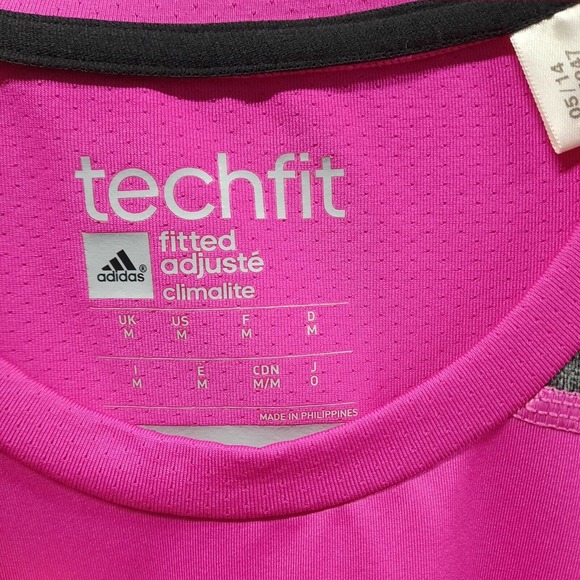 techfit
adidas®
fitted
adjusté
climalite
UK US F D
M M M M
I E CDN J
M M M/M O
MADE IN PHILIPPINES
05/14